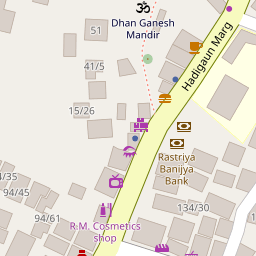 ॐ
Dhan Ganesh
Mandir
51
41/5
Hadigaun Marg
15/26
Rastriya
Banijya
Bank
94/35
94/45
134/30
94/61
R.M. Cosmetics
shop